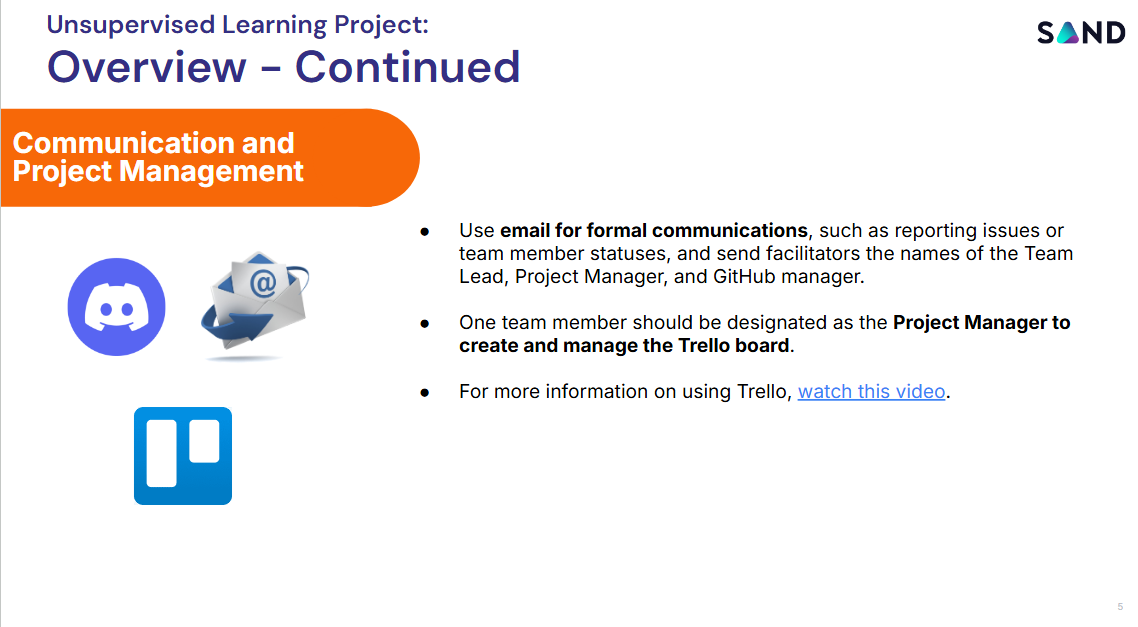 Unsupervised Learning Project:
Overview – Continued
SAND
Communication and
Project Management
@
● Use email for formal communications, such as reporting issues or
team member statuses, and send facilitators the names of the Team
Lead, Project Manager, and GitHub manager.
● One team member should be designated as the Project Manager to
create and manage the Trello board.
● For more information on using Trello, watch this video.
5